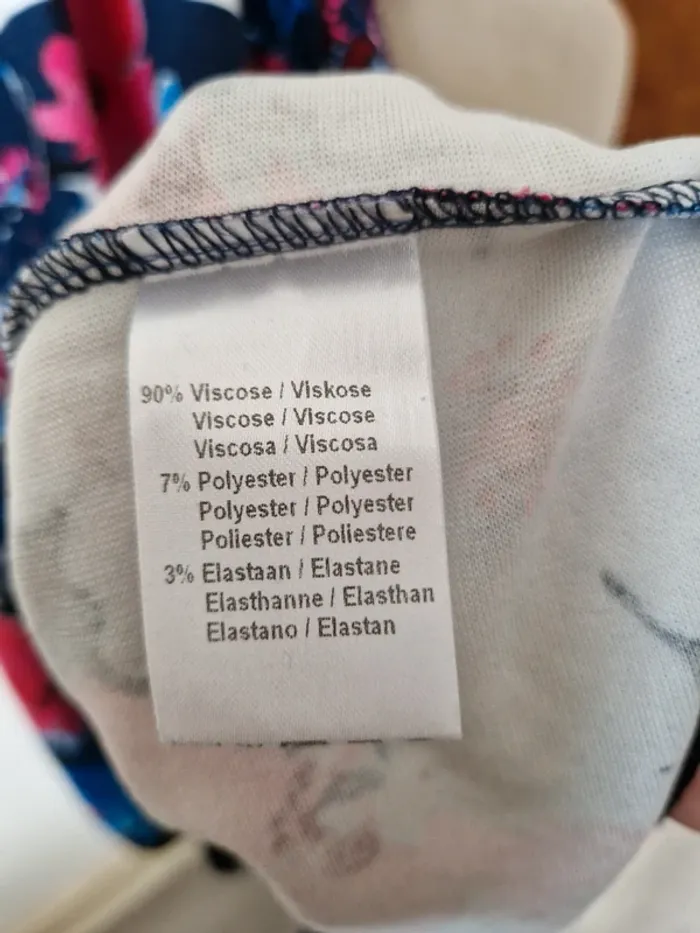 90% Viscose / Viskose
Viscose / Viscose
Viscosa / Viscosa
7% Polyester / Polyester
Polyester / Polyester
Poliester / Poliestere
3% Elastaan / Elastane
Elasthanne / Elasthan
Elastano / Elastan